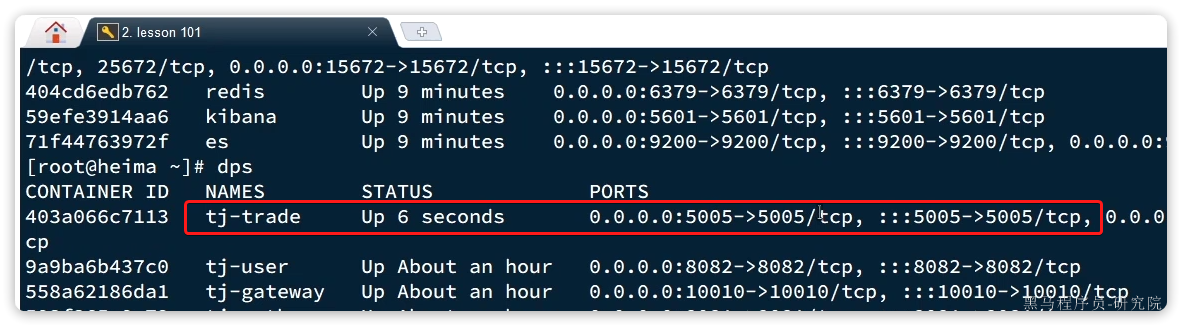 2. lesson 101
/tcp, 25672/tcp, 0.0.0.0:15672->15672/tcp, :::15672->15672/tcp
404cd6edb762 redis Up 9 minutes 0.0.0.0:6379->6379/tcp, :::6379->6379/tcp
59efe3914aa6 kibana Up 9 minutes 0.0.0.0:5601->5601/tcp, :::5601->5601/tcp
71f44763972f es Up 9 minutes 0.0.0.0:9200->9200/tcp, :::9200->9200/tcp, 0.0.0.0:
[root@heima ~]# dps
CONTAINER ID NAMES STATUS PORTS
403a066c7113 tj-trade Up 6 seconds 0.0.0.0:5005->5005/tcp, :::5005->5005/tcp, 0.0.0
cp
9a9ba6b437c0 tj-user Up About an hour 0.0.0.0:8082->8082/tcp, :::8082->8082/tcp
558a62186da1 tj-gateway Up About an hour 0.0.0.0:10010->10010/tcp, :::10010->10010/tcp
黑马程序员-研究院